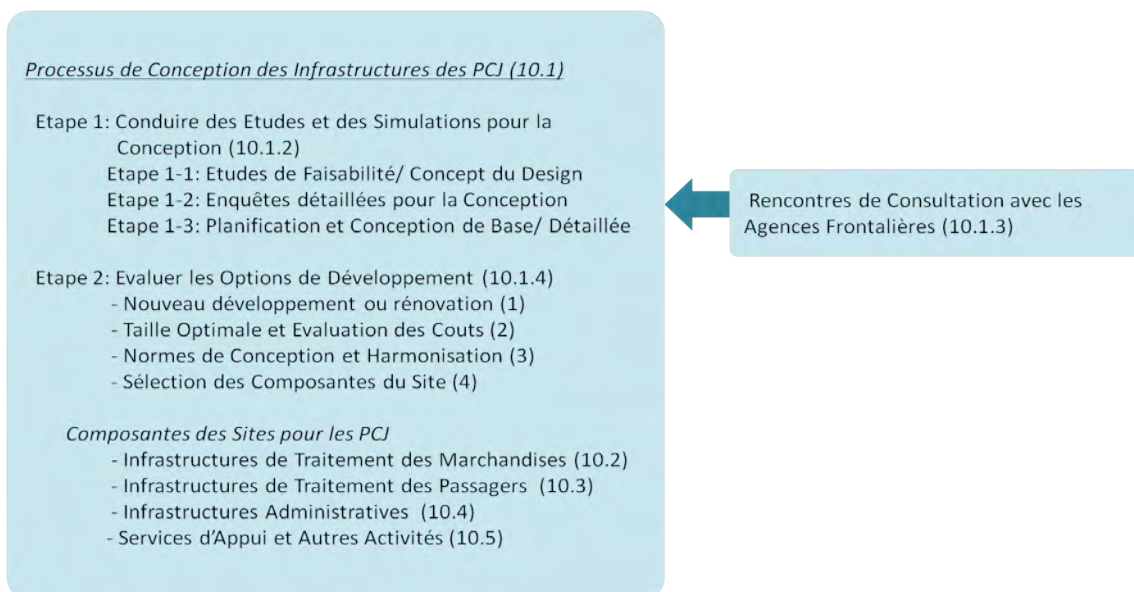 Processus de Conception des Infrastructures des PCJ (10.1)
Etape 1: Conduire des Etudes et des Simulations pour la
Conception (10.1.2)
Etape 1-1: Etudes de Faisabilité/ Concept du Design
Etape 1-2: Enquêtes détaillées pour la Conception
Etape 1-3: Planification et Conception de Base/ Détaillée
Etape 2: Evaluer les Options de Développement (10.1.4)
- Nouveau développement ou rénovation (1)
- Taille Optimale et Evaluation des Couts (2)
- Normes de Conception et Harmonisation (3)
- Sélection des Composantes du Site (4)
Composantes des Sites pour les PCJ
- Infrastructures de Traitement des Marchandises (10.2)
- Infrastructures de Traitement des Passagers (10.3)
- Infrastructures Administratives (10.4)
- Services d'Appui et Autres Activités (10.5)
Rencontres de Consultation avec les
Agences Frontalières (10.1.3)